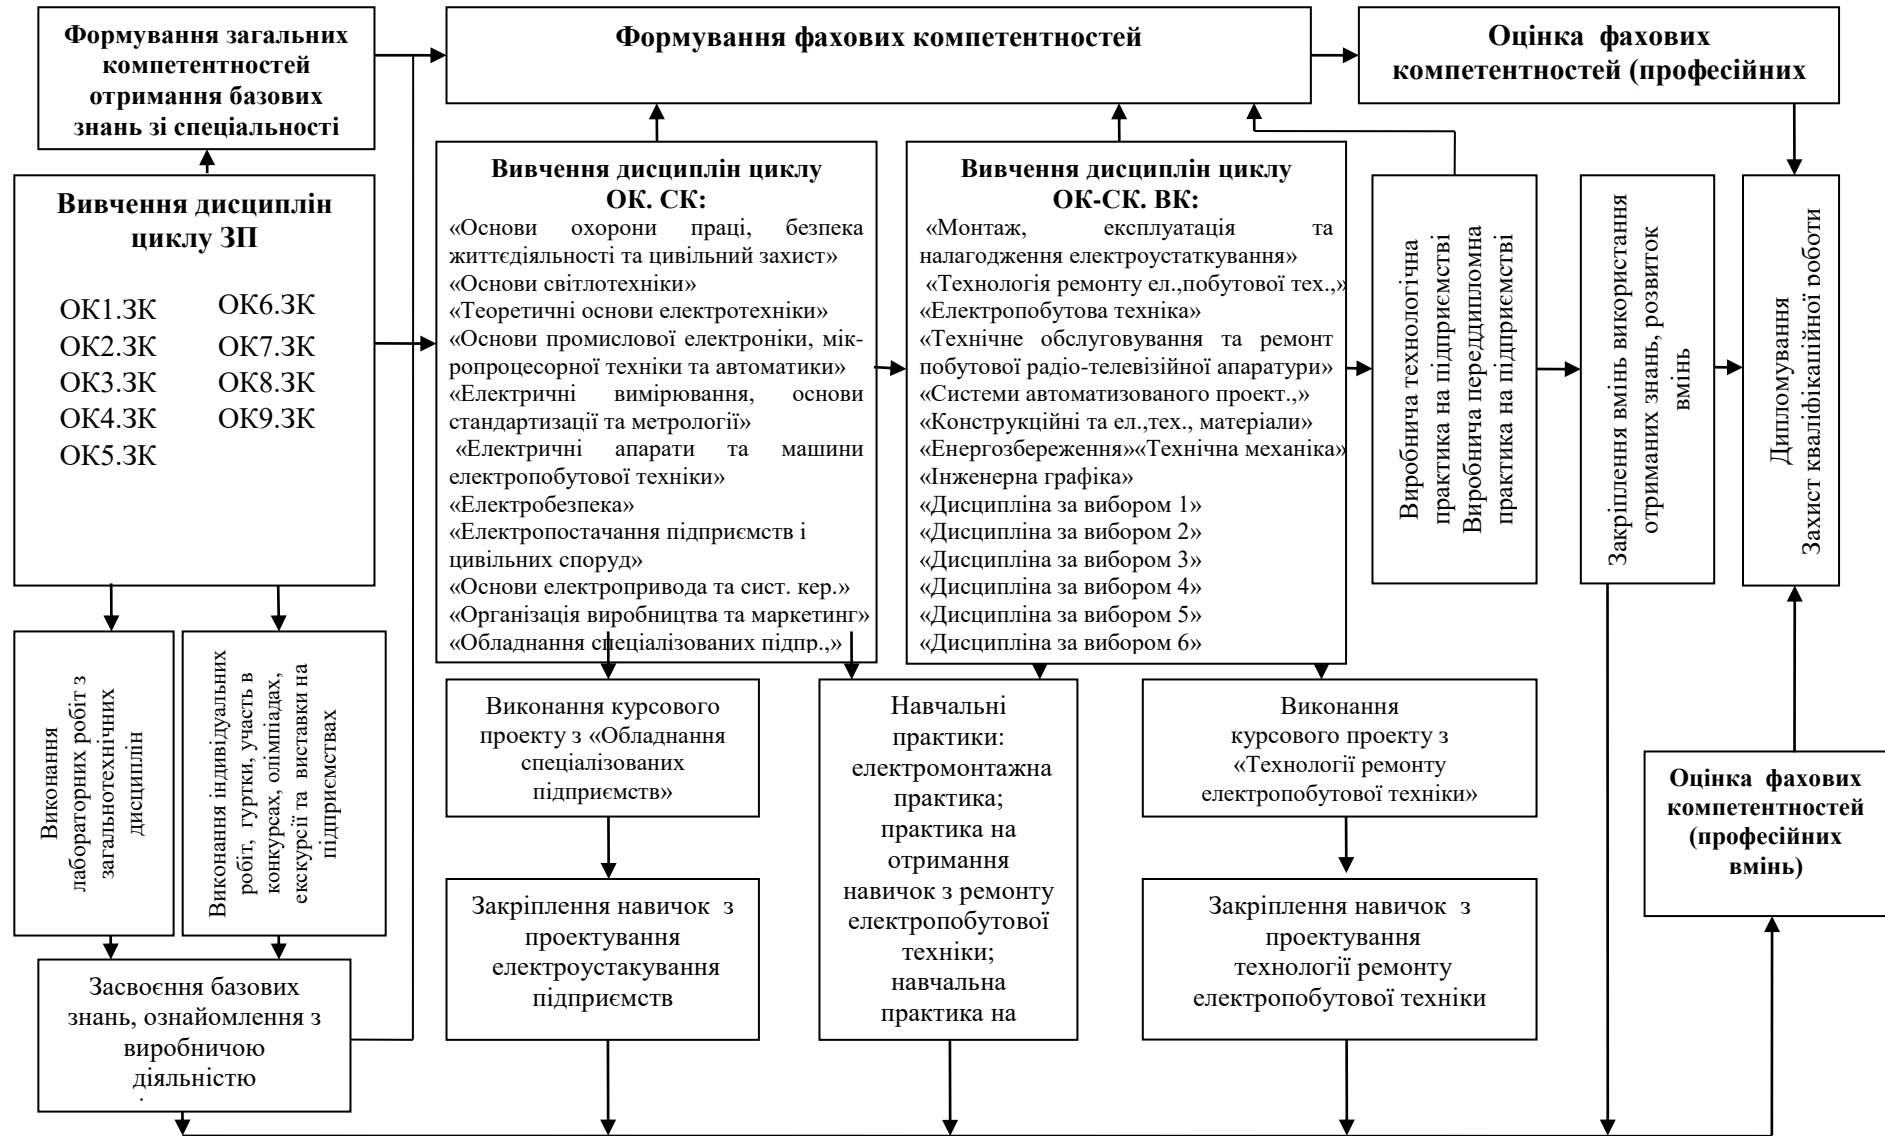 Формування загальних
компетентностей
отримання базових
знань зі спеціальності
Формування фахових компетентностей
Оцінка фахових
компетентностей (професійних
Вивчення дисциплін
циклу ЗП
ОК1.ЗК
ОК2.ЗК
ОК3.ЗК
ОК4.ЗК
ОК5.ЗК
ОК6.ЗК
ОК7.ЗК
ОК8.ЗК
ОК9.ЗК
Вивчення дисциплін циклу
ОК. СК:
«Основи охорони праці, безпека
життєдіяльності та цивільний захист»
«Основи світлотехніки»
«Теоретичні основи електротехніки»
«Основи промислової електроніки, мік-
ропроцесорної техніки та автоматики»
«Електричні вимірювання, основи
стандартизації та метрології»
«Електричні апарати та машини
електропобутової техніки»
«Електробезпека»
«Електропостачання підприємств і
цивільних споруд»
«Основи електропривода та сист. кер.»
«Організація виробництва та маркетинг»
«Обладнання спеціалізованих підпр.,»
Вивчення дисциплін циклу
ОК-СК. ВК:
«Монтаж, експлуатація та
налагодження електроустаткування»
«Технологія ремонту ел.,побутової тех.,»
«Електропобутова техніка»
«Технічне обслуговування та ремонт
побутової радіо-телевізійної апаратури»
«Системи автоматизованого проект.,»
«Конструкційні та ел.,тех., матеріали»
«Енергозбереження»«Технічна механіка»
«Інженерна графіка»
«Дисципліна за вибором 1»
«Дисципліна за вибором 2»
«Дисципліна за вибором 3»
«Дисципліна за вибором 4»
«Дисципліна за вибором 5»
«Дисципліна за вибором 6»
Виробнича технологічна
практика на підприємстві
Виробнича переддипломна
практика на підприємстві
Закріплення вмінь використання
отриманих знань, розвиток
вмінь
Дипломування
Захист кваліфікаційної роботи
Виконання
лабораторних робіт з
загальнотехнічних
дисциплін
Виконання індивідуальних
робіт, гуртки, участь в
конкурсах, олімпіадах,
екскурсії та виставки на
підприємствах
Засвоєння базових
знань, ознайомлення з
виробничою
діяльністю
Виконання курсового
проекту з «Обладнання
спеціалізованих
підприємств»
Закріплення навичок з
проектування
електроустакування
підприємств
Навчальні
практики:
електромонтажна
практика;
практика на
отримання
навичок з ремонту
електропобутової
техніки;
навчальна
практика на
Виконання
курсового проекту з
«Технології ремонту
електропобутової техніки»
Закріплення навичок з
проектування
технології ремонту
електропобутової техніки
Оцінка фахових
компетентностей
(професійних
вмінь)